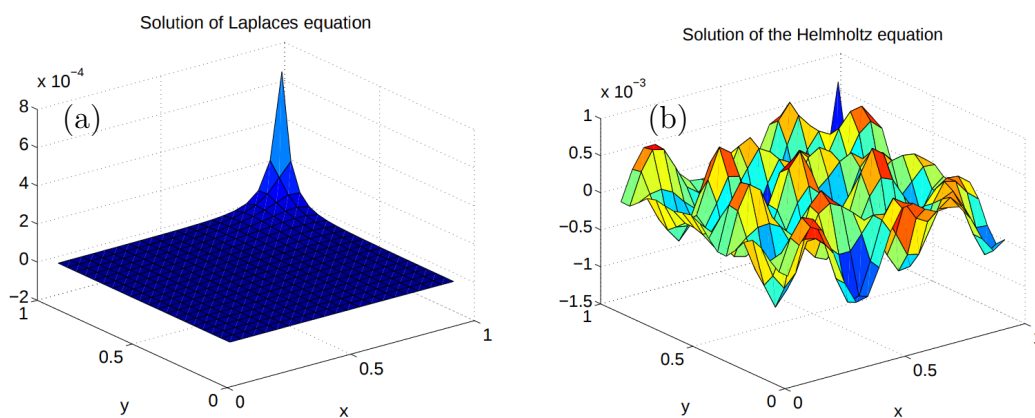 Solution of Laplaces equation
x 10⁻⁴
(a)
8
6
4
2
0
−2
1
0.5
0
y
0
0.5
1
x
Solution of the Helmholtz equation
x 10⁻³
(b)
1
0.5
0
−0.5
−1
−1.5
1
0.5
0
y
0
0.5
1
x